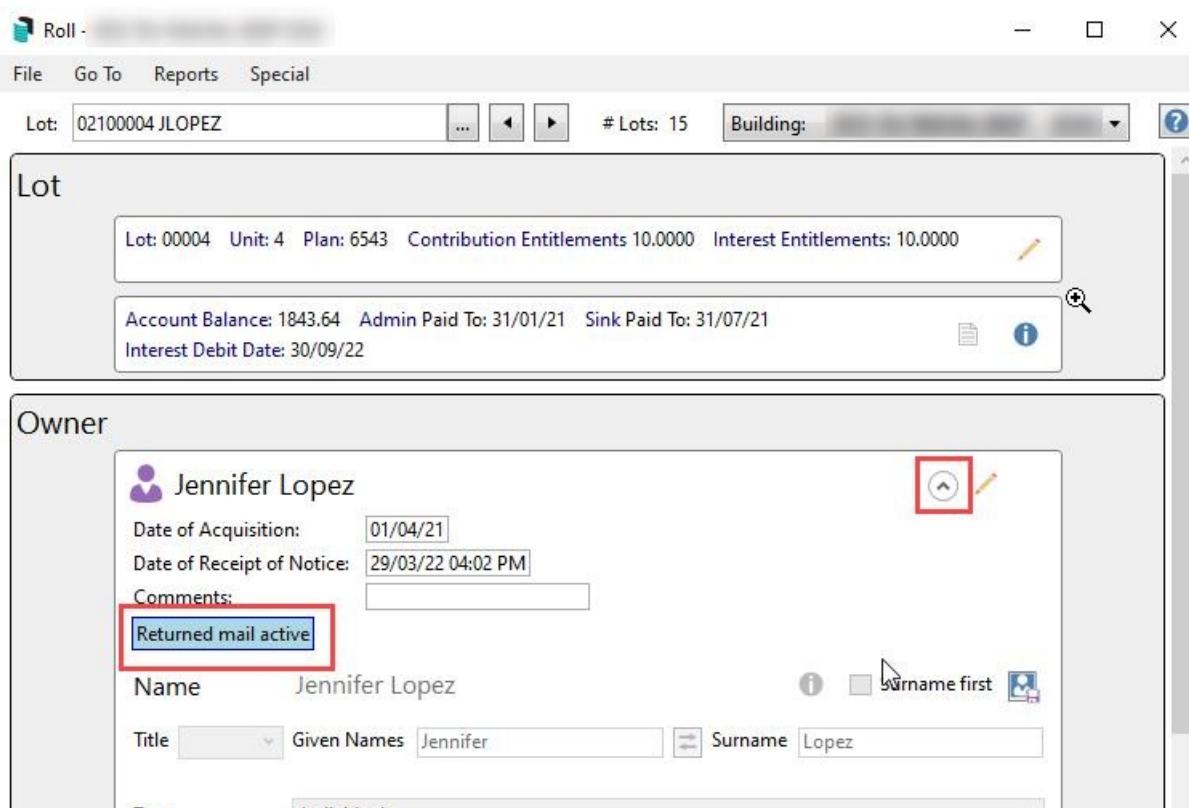 Roll -
File Go To Reports Special
Lot: 02100004 JLOPEZ ... # Lots: 15 Building:
Lot
Lot: 00004 Unit: 4 Plan: 6543 Contribution Entitlements 10.0000 Interest Entitlements: 10.0000
Account Balance: 1843.64 Admin Paid To: 31/01/21 Sink Paid To: 31/07/21
Interest Debit Date: 30/09/22
Owner
Jennifer Lopez
Date of Acquisition: 01/04/21
Date of Receipt of Notice: 29/03/22 04:02 PM
Comments:
Returned mail active
Name Jennifer Lopez Surname first
Title Given Names Jennifer Surname Lopez